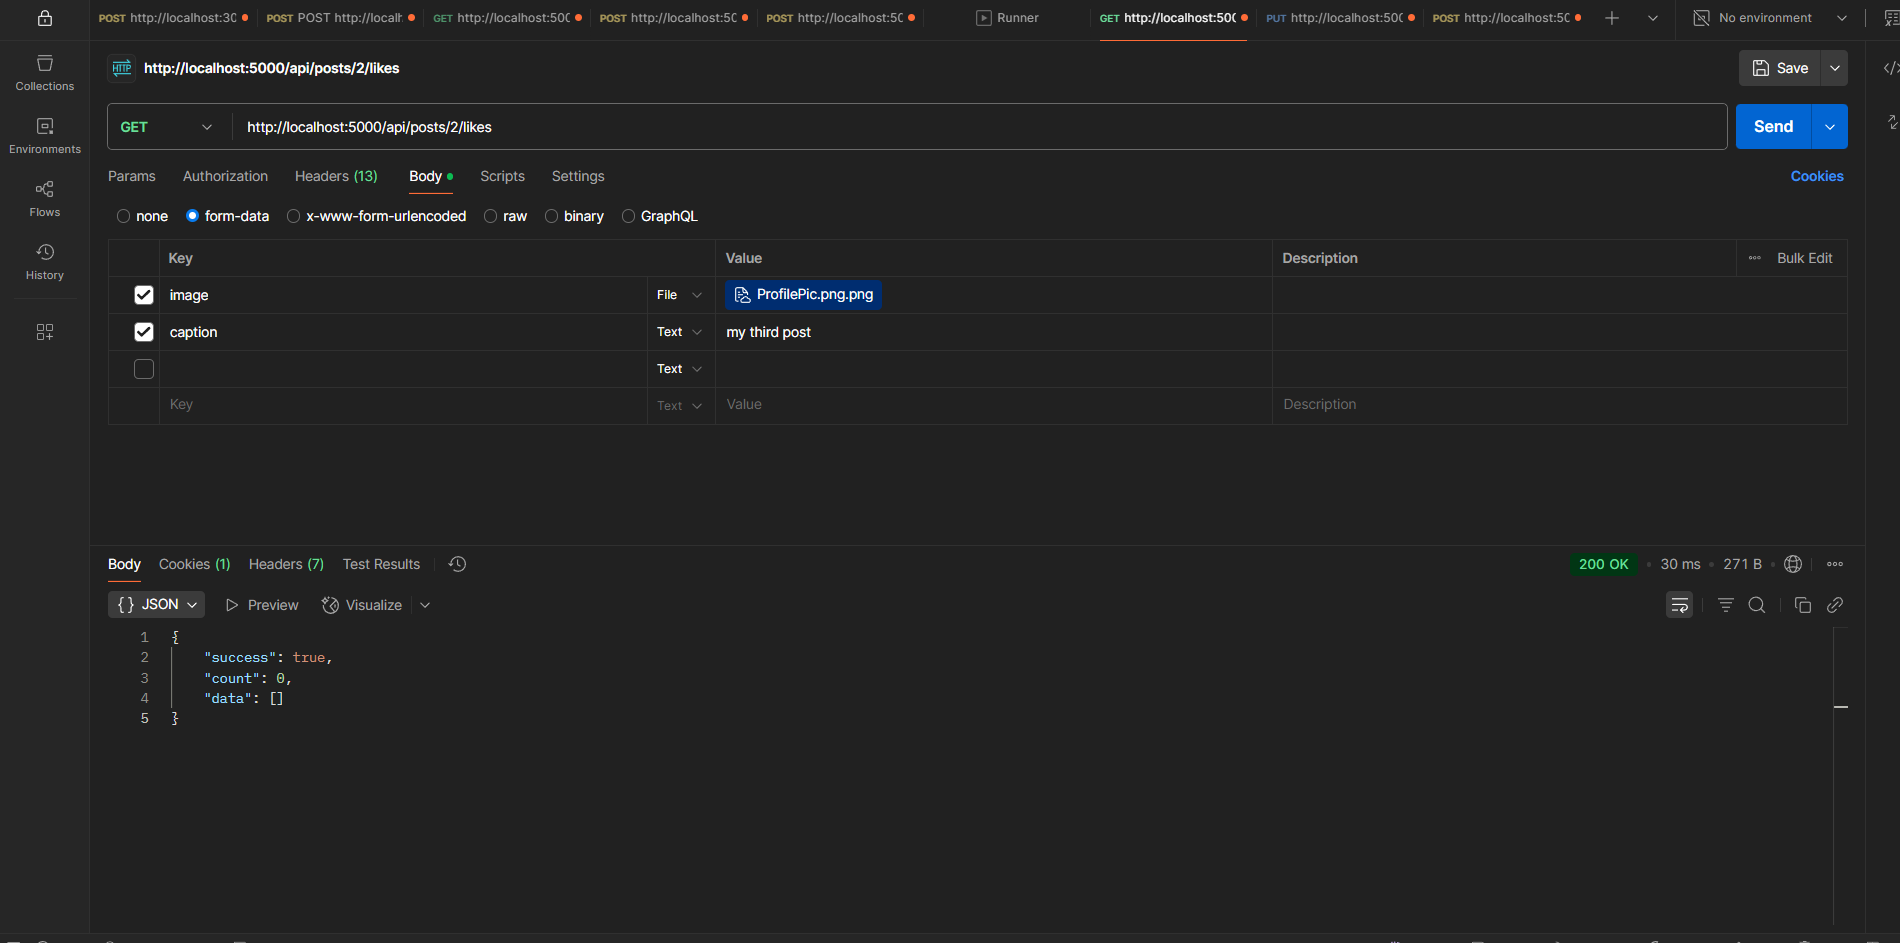 POST http://localhost:30
POST POST http://localh
GET http://localhost:500
POST http://localhost:50
POST http://localhost:50
Runner
GET http://localhost:500
PUT http://localhost:500
POST http://localhost:50
No environment
Collections
Environments
Flows
History
HTTP http://localhost:5000/api/posts/2/likes
Save
GET http://localhost:5000/api/posts/2/likes
Send
Params Authorization Headers (13) Body Scripts Settings
Cookies
none form-data x-www-form-urlencoded raw binary GraphQL
Key Value Description Bulk Edit
image File ProfilePic.png.png
caption Text my third post
Text
Key Text Value Description
Body Cookies (1) Headers (7) Test Results
200 OK 30 ms 271 B
{} JSON Preview Visualize
1 {
2 "success": true,
3 "count": 0,
4 "data": []
5 }